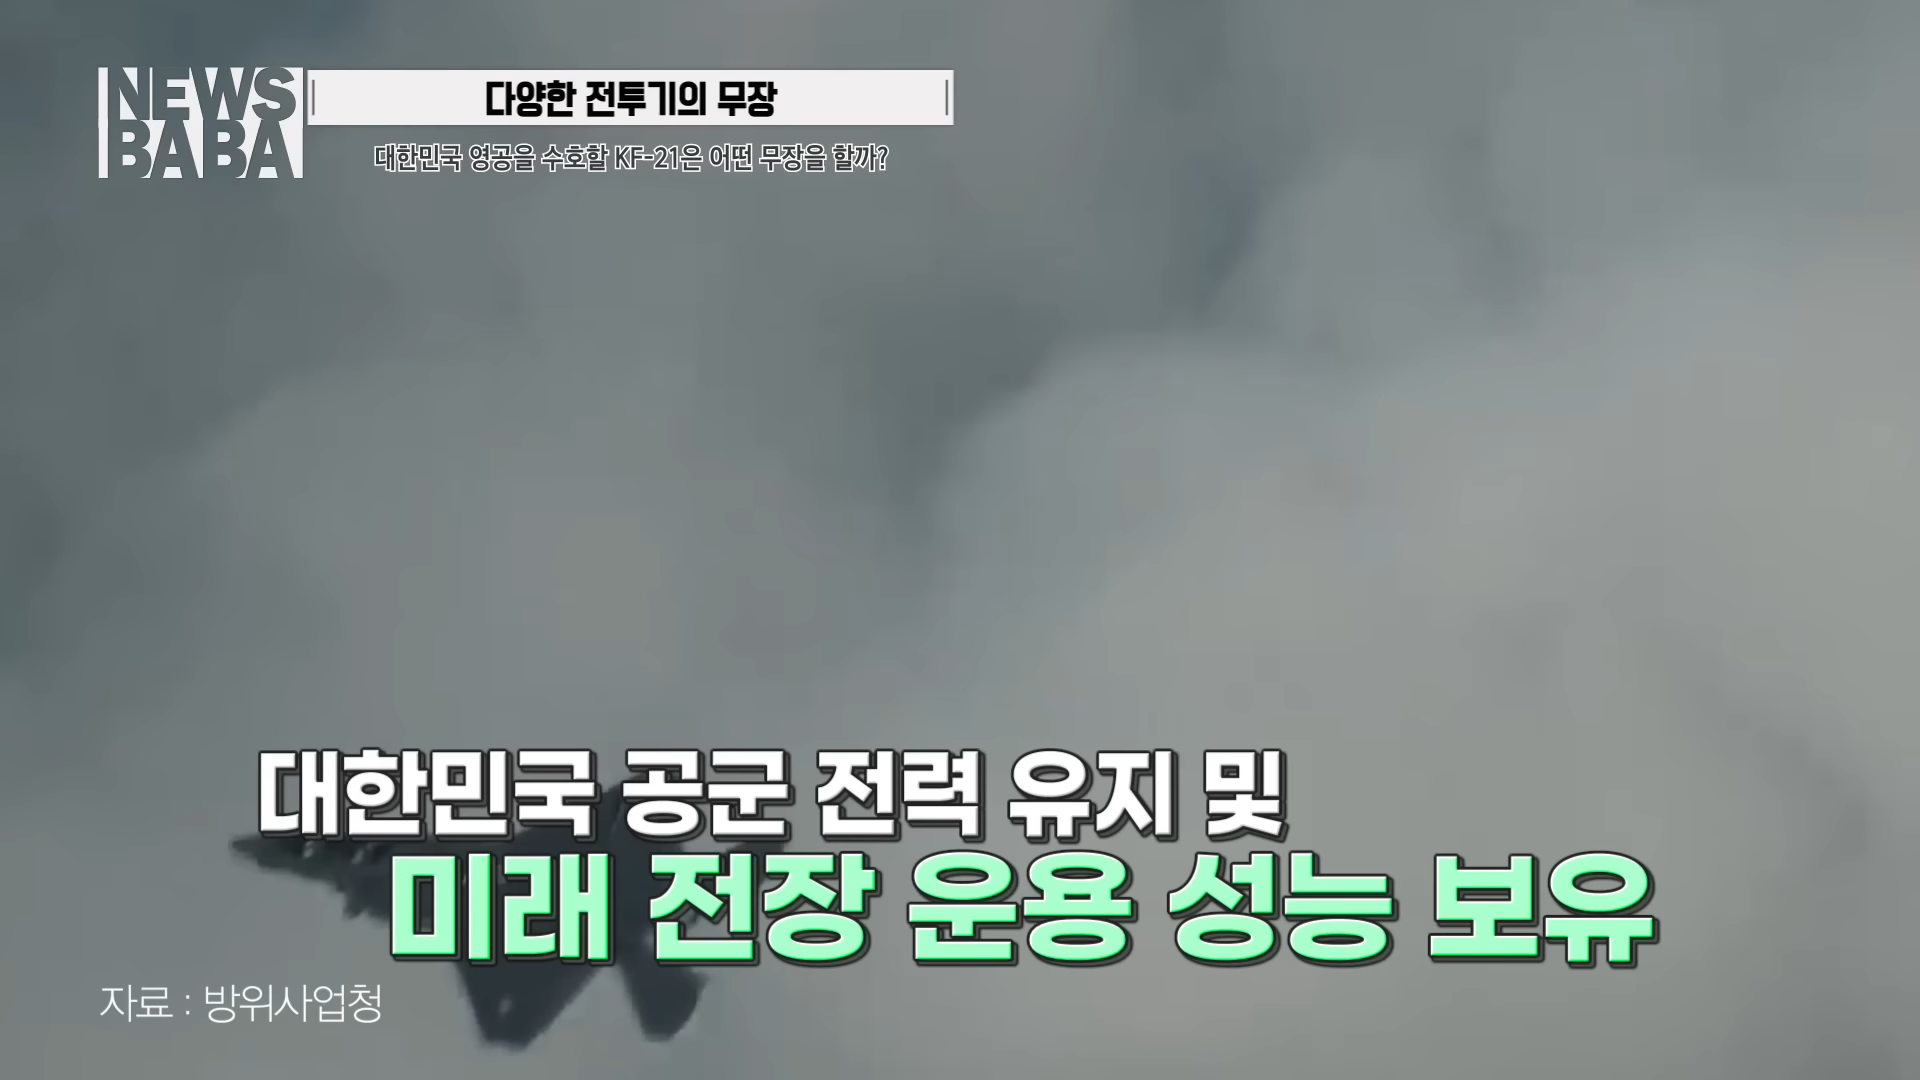 NEWS
BABA
다양한 전투기의 무장
대한민국 영공을 수호할 KF-21은 어떤 무장을 할까?
대한민국 공군 전력 유지 및
미래 전장 운용 성능 보유
자료 : 방위사업청